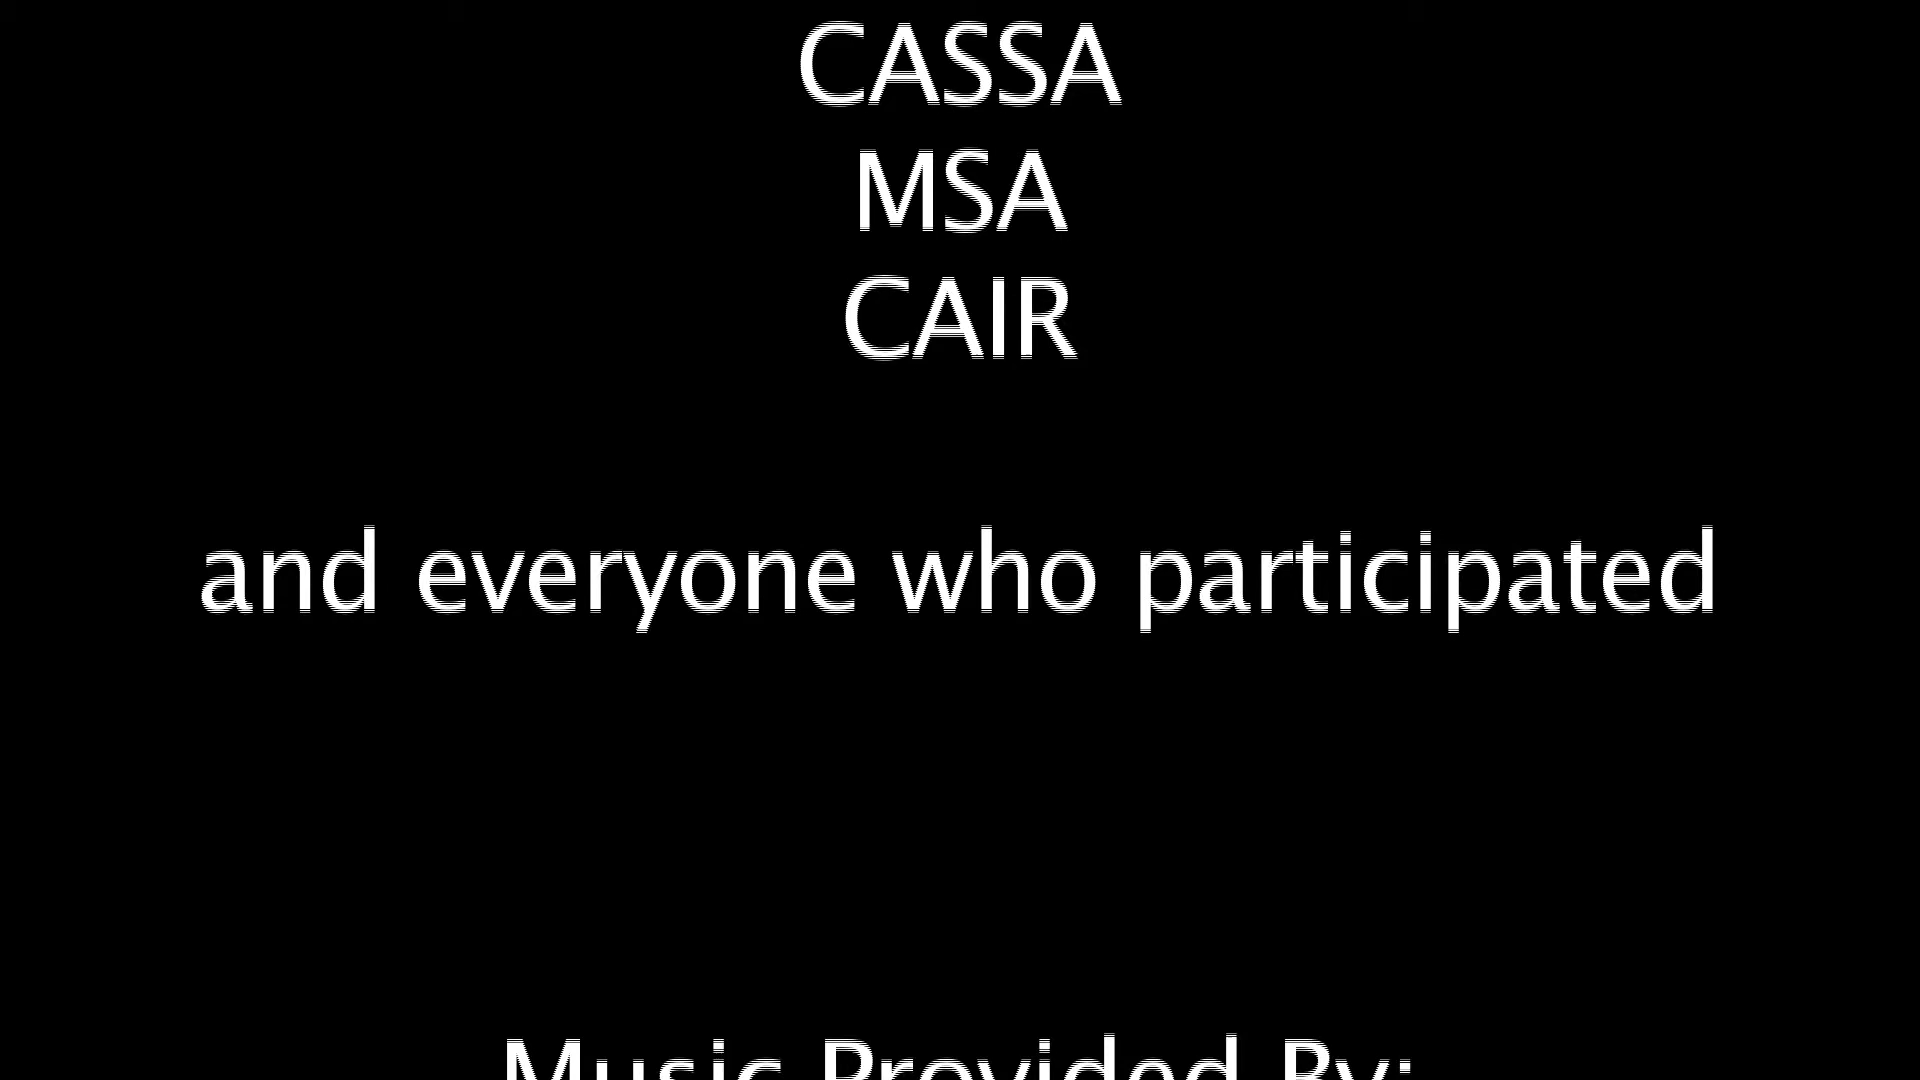 CASSA
MSA
CAIR
and everyone who participated
Music Provided By: